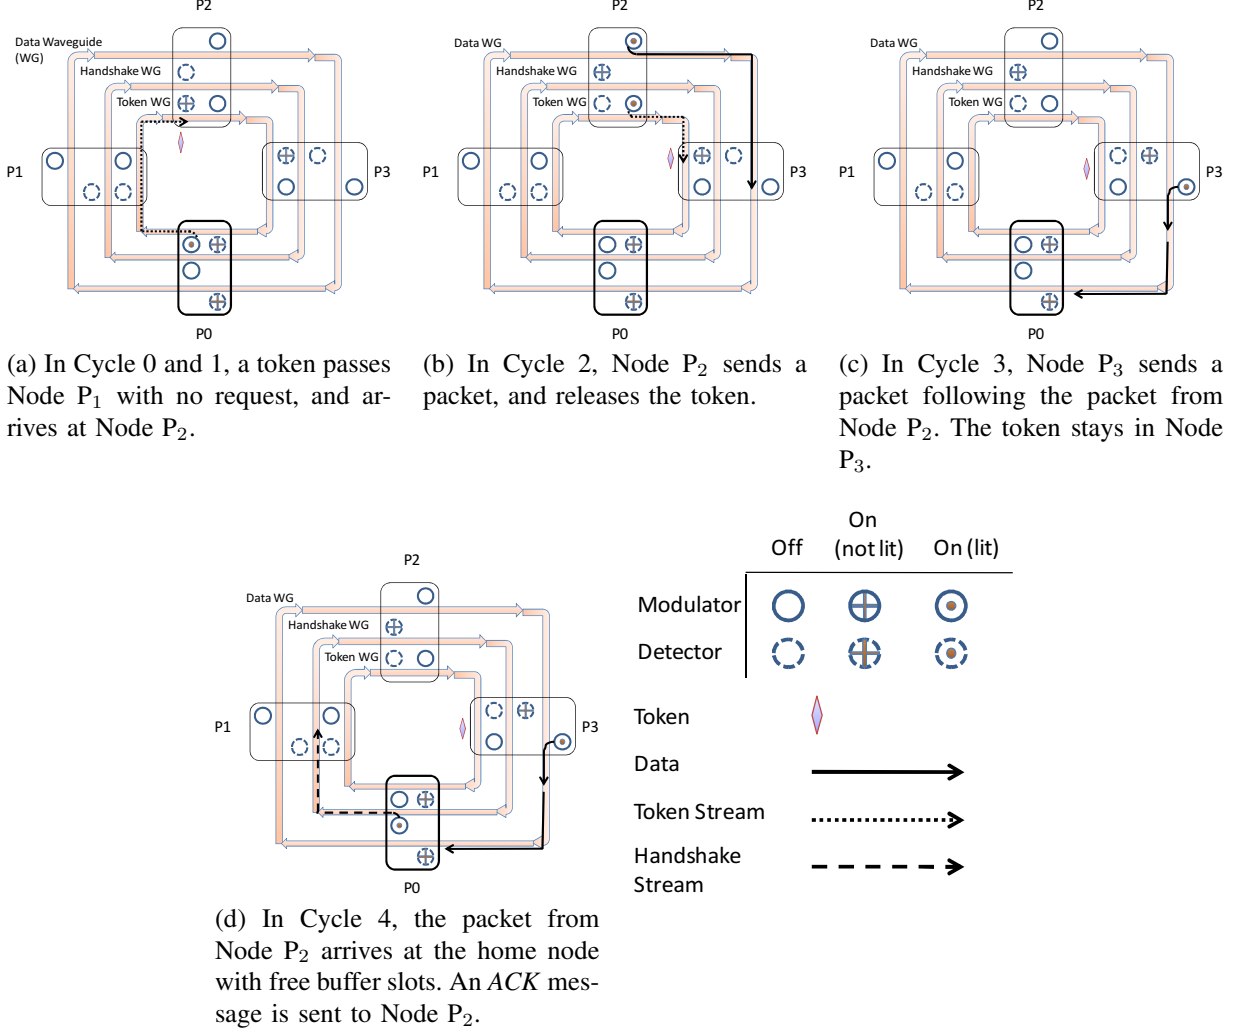 P2
P2
P2
Data Waveguide
(WG)
Handshake WG
Token WG
P1
P3
P0
Data WG
Handshake WG
Token WG
P1
P3
P0
Data WG
Handshake WG
Token WG
P1
P3
P0
(a) In Cycle 0 and 1, a token passes
Node P1 with no request, and ar-
rives at Node P2.
(b) In Cycle 2, Node P2 sends a
packet, and releases the token.
(c) In Cycle 3, Node P3 sends a
packet following the packet from
Node P2. The token stays in Node
P3.
P2
Data WG
Handshake WG
Token WG
P1
P3
P0
(d) In Cycle 4, the packet from
Node P2 arrives at the home node
with free buffer slots. An ACK mes-
sage is sent to Node P2.
Off
On
(not lit)
On (lit)
Modulator
Detector
Token
Data
Token Stream
Handshake
Stream